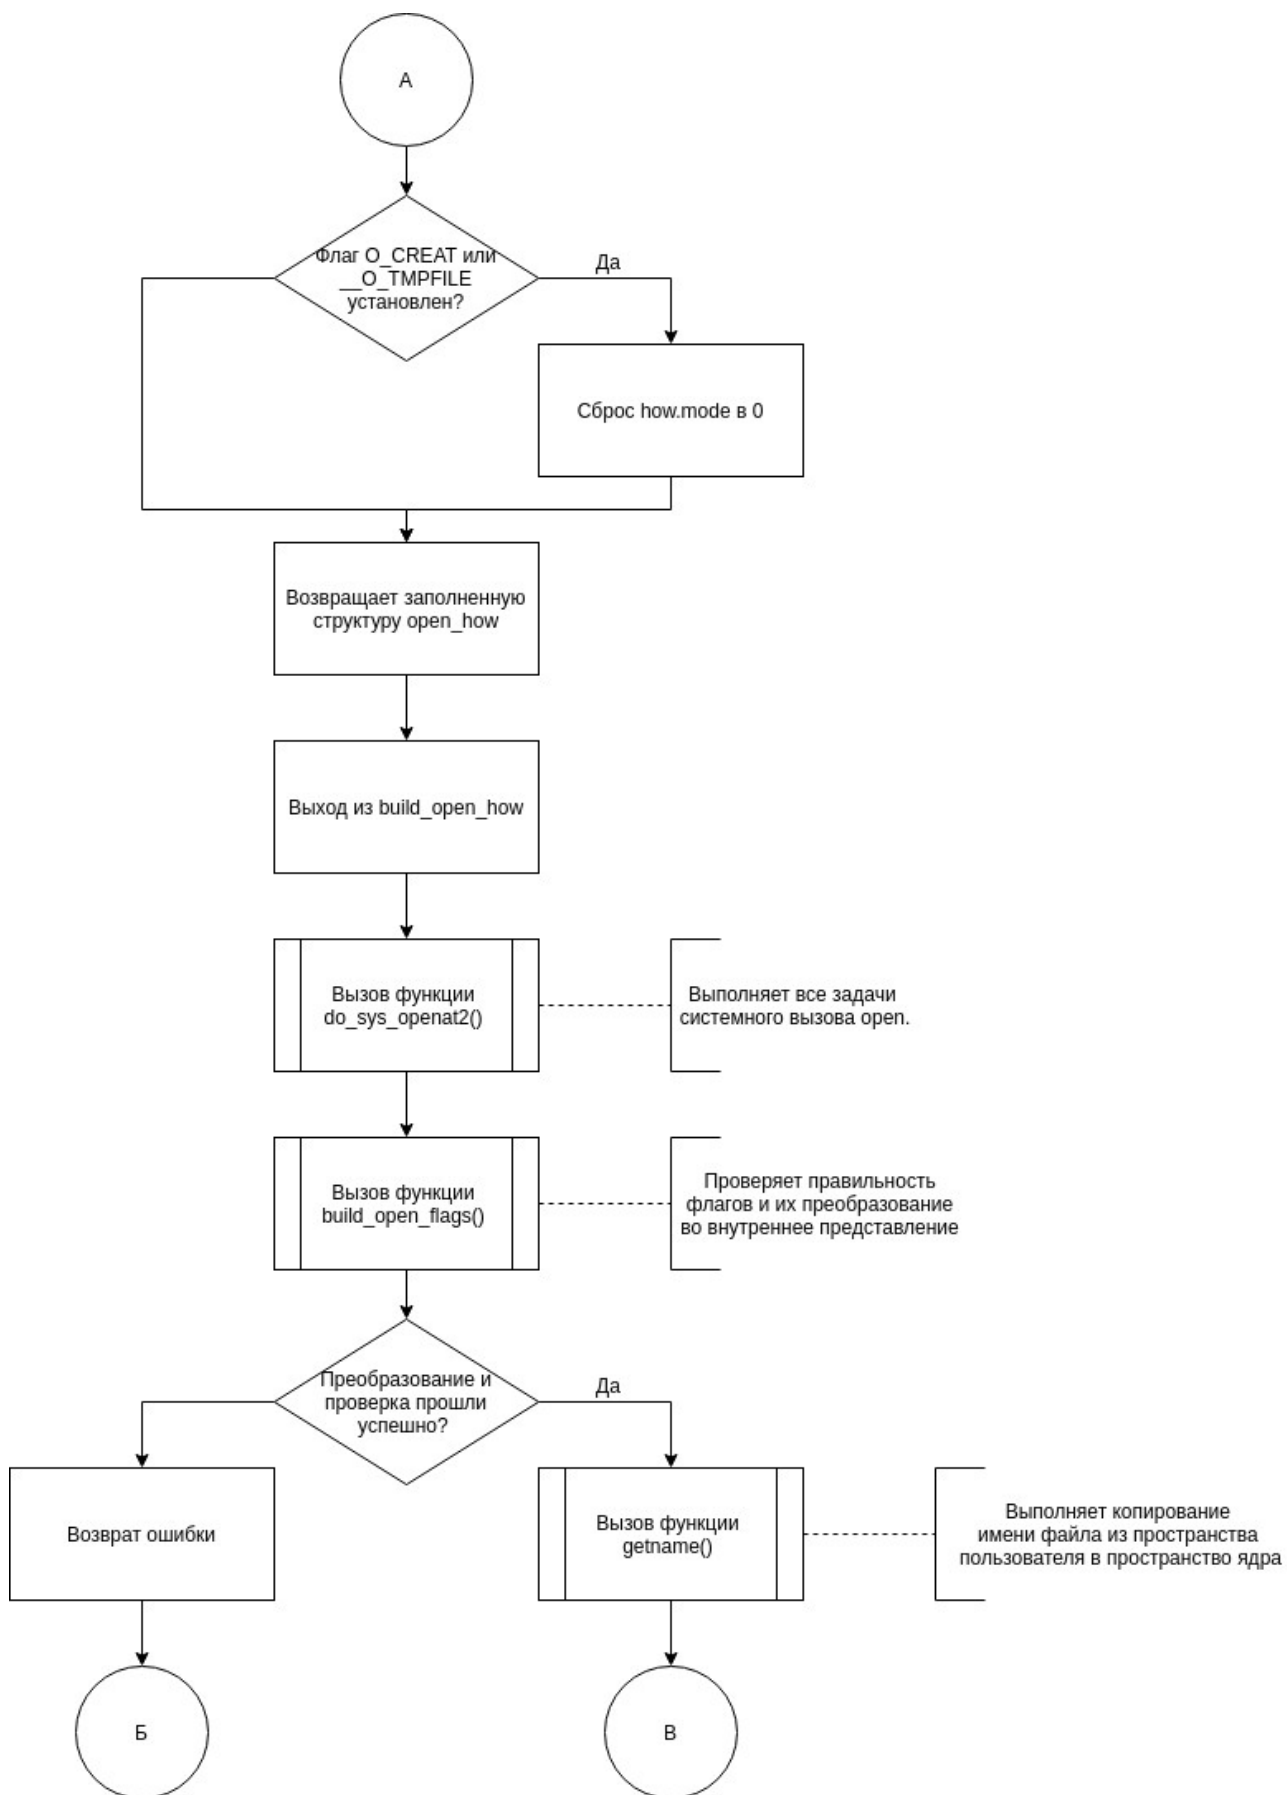 А
Флаг O_CREAT или
__O_TMPFILE
установлен?
Да
Сброс how.mode в 0
Возвращает заполненную
структуру open_how
Выход из build_open_how
Вызов функции
do_sys_openat2()
Выполняет все задачи
системного вызова open.
Вызов функции
build_open_flags()
Проверяет правильность
флагов и их преобразование
во внутреннее представление
Преобразование и
проверка прошли
успешно?
Да
Возврат ошибки
Вызов функции
getname()
Выполняет копирование
имени файла из пространства
пользователя в пространство ядра
Б
В